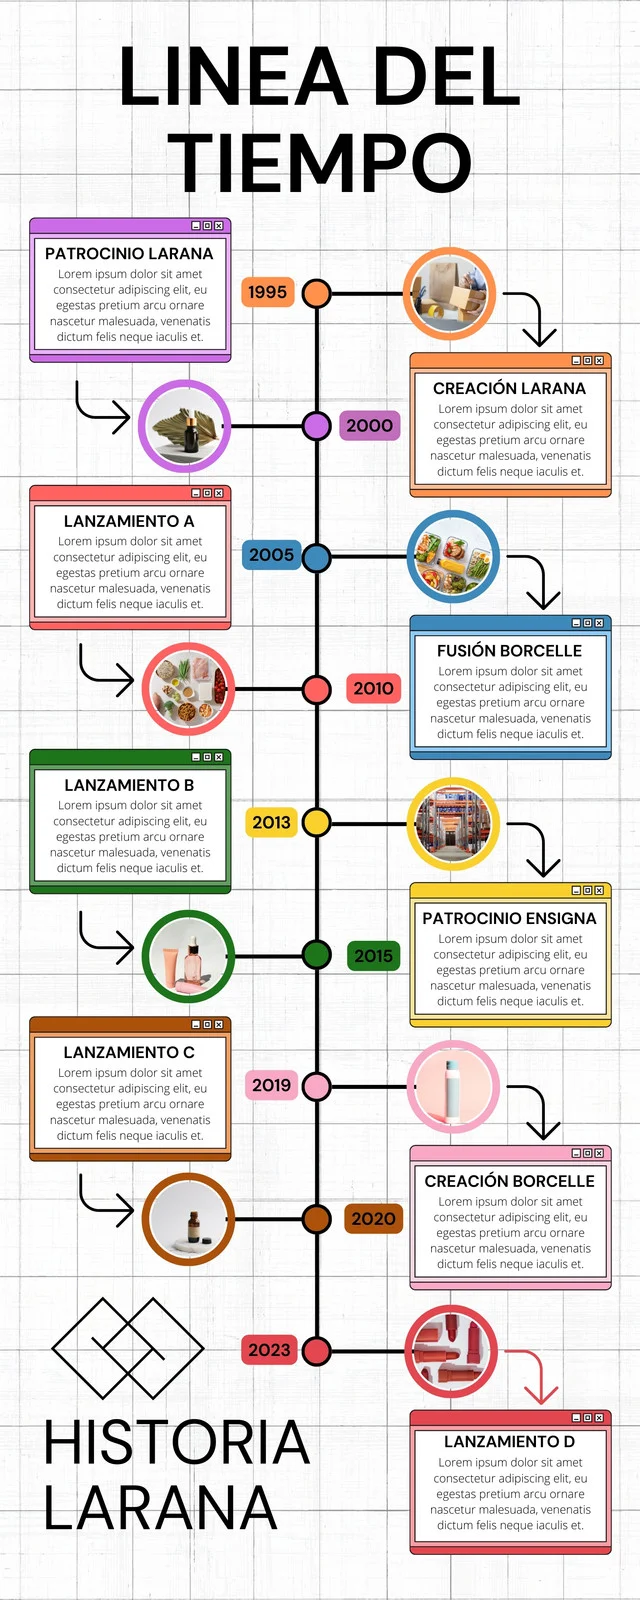 LINEA DEL
TIEMPO
1995
CREACIÓN LARANA
Lorem ipsum dolor sit amet
consectetur adipiscing elit, eu
egestas pretium arcu ornare
nascetur malesuada, venenatis
dictum felis neque iaculis et.
2000
PATROCINIO LARANA
Lorem ipsum dolor sit amet
consectetur adipiscing elit, eu
egestas pretium arcu ornare
nascetur malesuada, venenatis
dictum felis neque iaculis et.
2005
FUSIÓN BORCELLE
Lorem ipsum dolor sit amet
consectetur adipiscing elit, eu
egestas pretium arcu ornare
nascetur malesuada, venenatis
dictum felis neque iaculis et.
2010
LANZAMIENTO A
Lorem ipsum dolor sit amet
consectetur adipiscing elit, eu
egestas pretium arcu ornare
nascetur malesuada, venenatis
dictum felis neque iaculis et.
2013
PATROCINIO ENSIGNA
Lorem ipsum dolor sit amet
consectetur adipiscing elit, eu
egestas pretium arcu ornare
nascetur malesuada, venenatis
dictum felis neque iaculis et.
2015
LANZAMIENTO B
Lorem ipsum dolor sit amet
consectetur adipiscing elit, eu
egestas pretium arcu ornare
nascetur malesuada, venenatis
dictum felis neque iaculis et.
2019
CREACIÓN BORCELLE
Lorem ipsum dolor sit amet
consectetur adipiscing elit, eu
egestas pretium arcu ornare
nascetur malesuada, venenatis
dictum felis neque iaculis et.
2020
LANZAMIENTO C
Lorem ipsum dolor sit amet
consectetur adipiscing elit, eu
egestas pretium arcu ornare
nascetur malesuada, venenatis
dictum felis neque iaculis et.
2023
LANZAMIENTO D
Lorem ipsum dolor sit amet
consectetur adipiscing elit, eu
egestas pretium arcu ornare
nascetur malesuada, venenatis
dictum felis neque iaculis et.
HISTORIA
LARANA